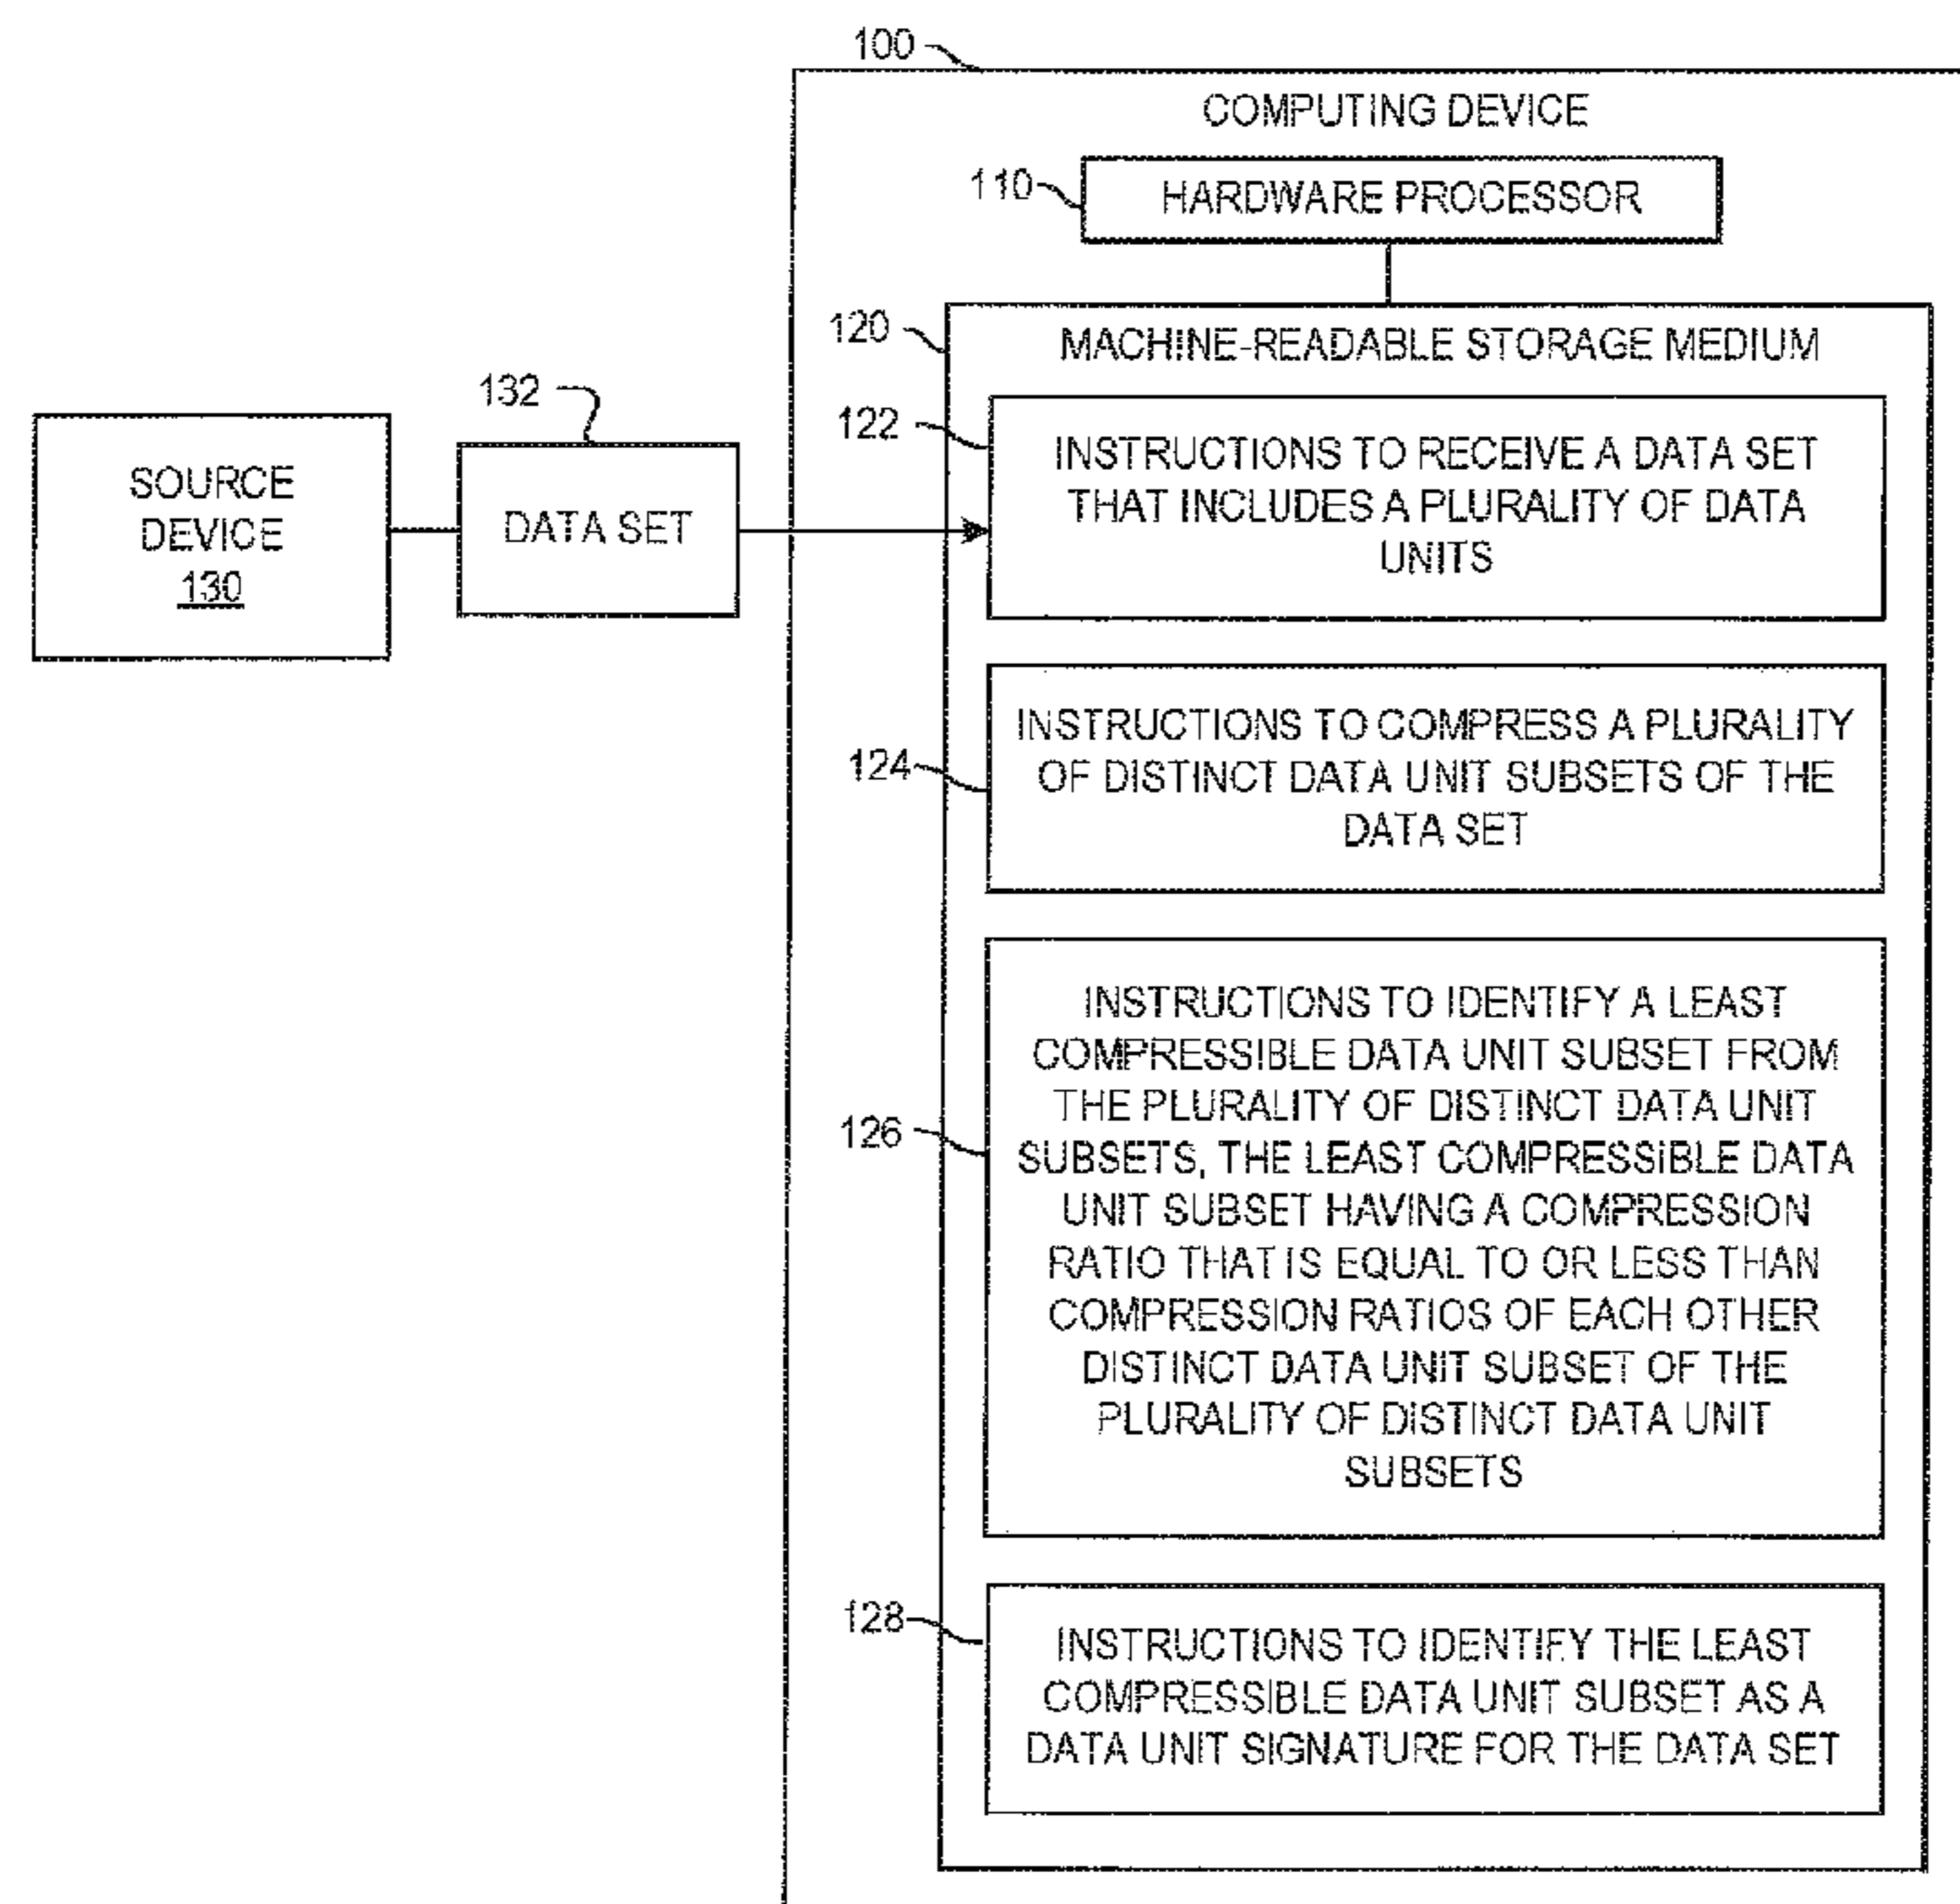 100
COMPUTING DEVICE
110
HARDWARE PROCESSOR
120
MACHINE-READABLE STORAGE MEDIUM
132
SOURCE
DEVICE
130
DATA SET
122
INSTRUCTIONS TO RECEIVE A DATA SET
THAT INCLUDES A PLURALITY OF DATA
UNITS
124
INSTRUCTIONS TO COMPRESS A PLURALITY
OF DISTINCT DATA UNIT SUBSETS OF THE
DATA SET
126
INSTRUCTIONS TO IDENTIFY A LEAST
COMPRESSIBLE DATA UNIT SUBSET FROM
THE PLURALITY OF DISTINCT DATA UNIT
SUBSETS, THE LEAST COMPRESSIBLE DATA
UNIT SUBSET HAVING A COMPRESSION
RATIO THAT IS EQUAL TO OR LESS THAN
COMPRESSION RATIOS OF EACH OTHER
DISTINCT DATA UNIT SUBSET OF THE
PLURALITY OF DISTINCT DATA UNIT
SUBSETS
128
INSTRUCTIONS TO IDENTIFY THE LEAST
COMPRESSIBLE DATA UNIT SUBSET AS A
DATA UNIT SIGNATURE FOR THE DATA SET